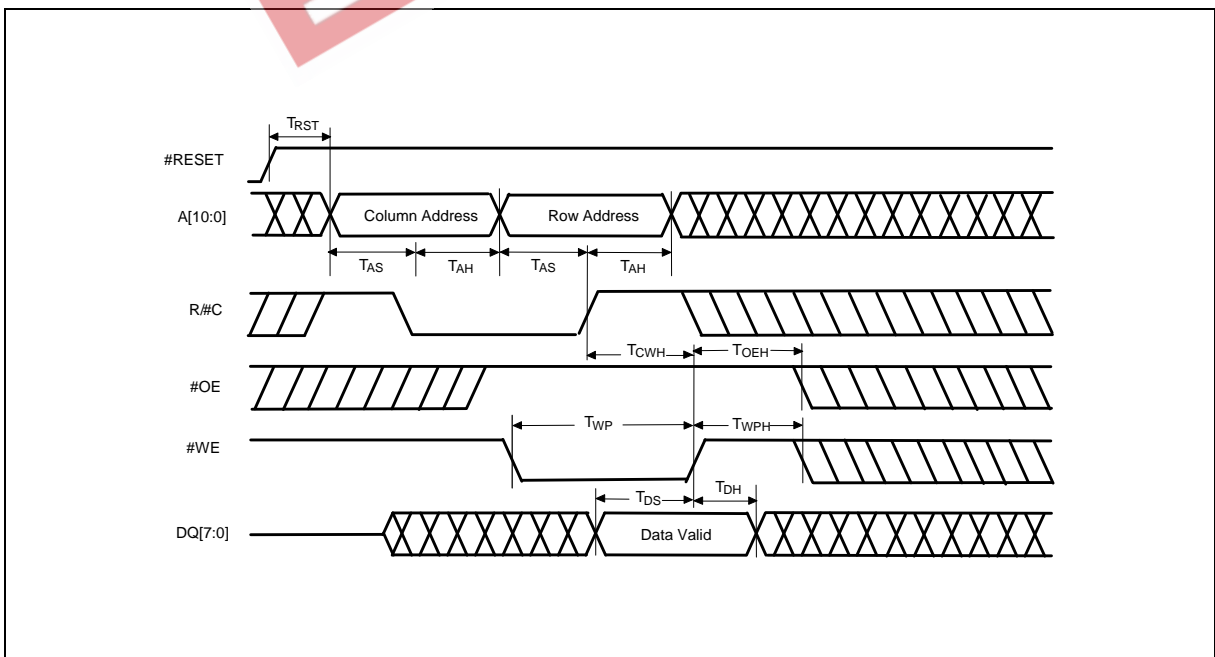 TRST
#RESET
A[10:0]
Column Address
Row Address
TAS
TAH
TAS
TAH
R/#C
TCWH
TOEH
#OE
TWP
TWPH
#WE
TDS
TDH
DQ[7:0]
Data Valid